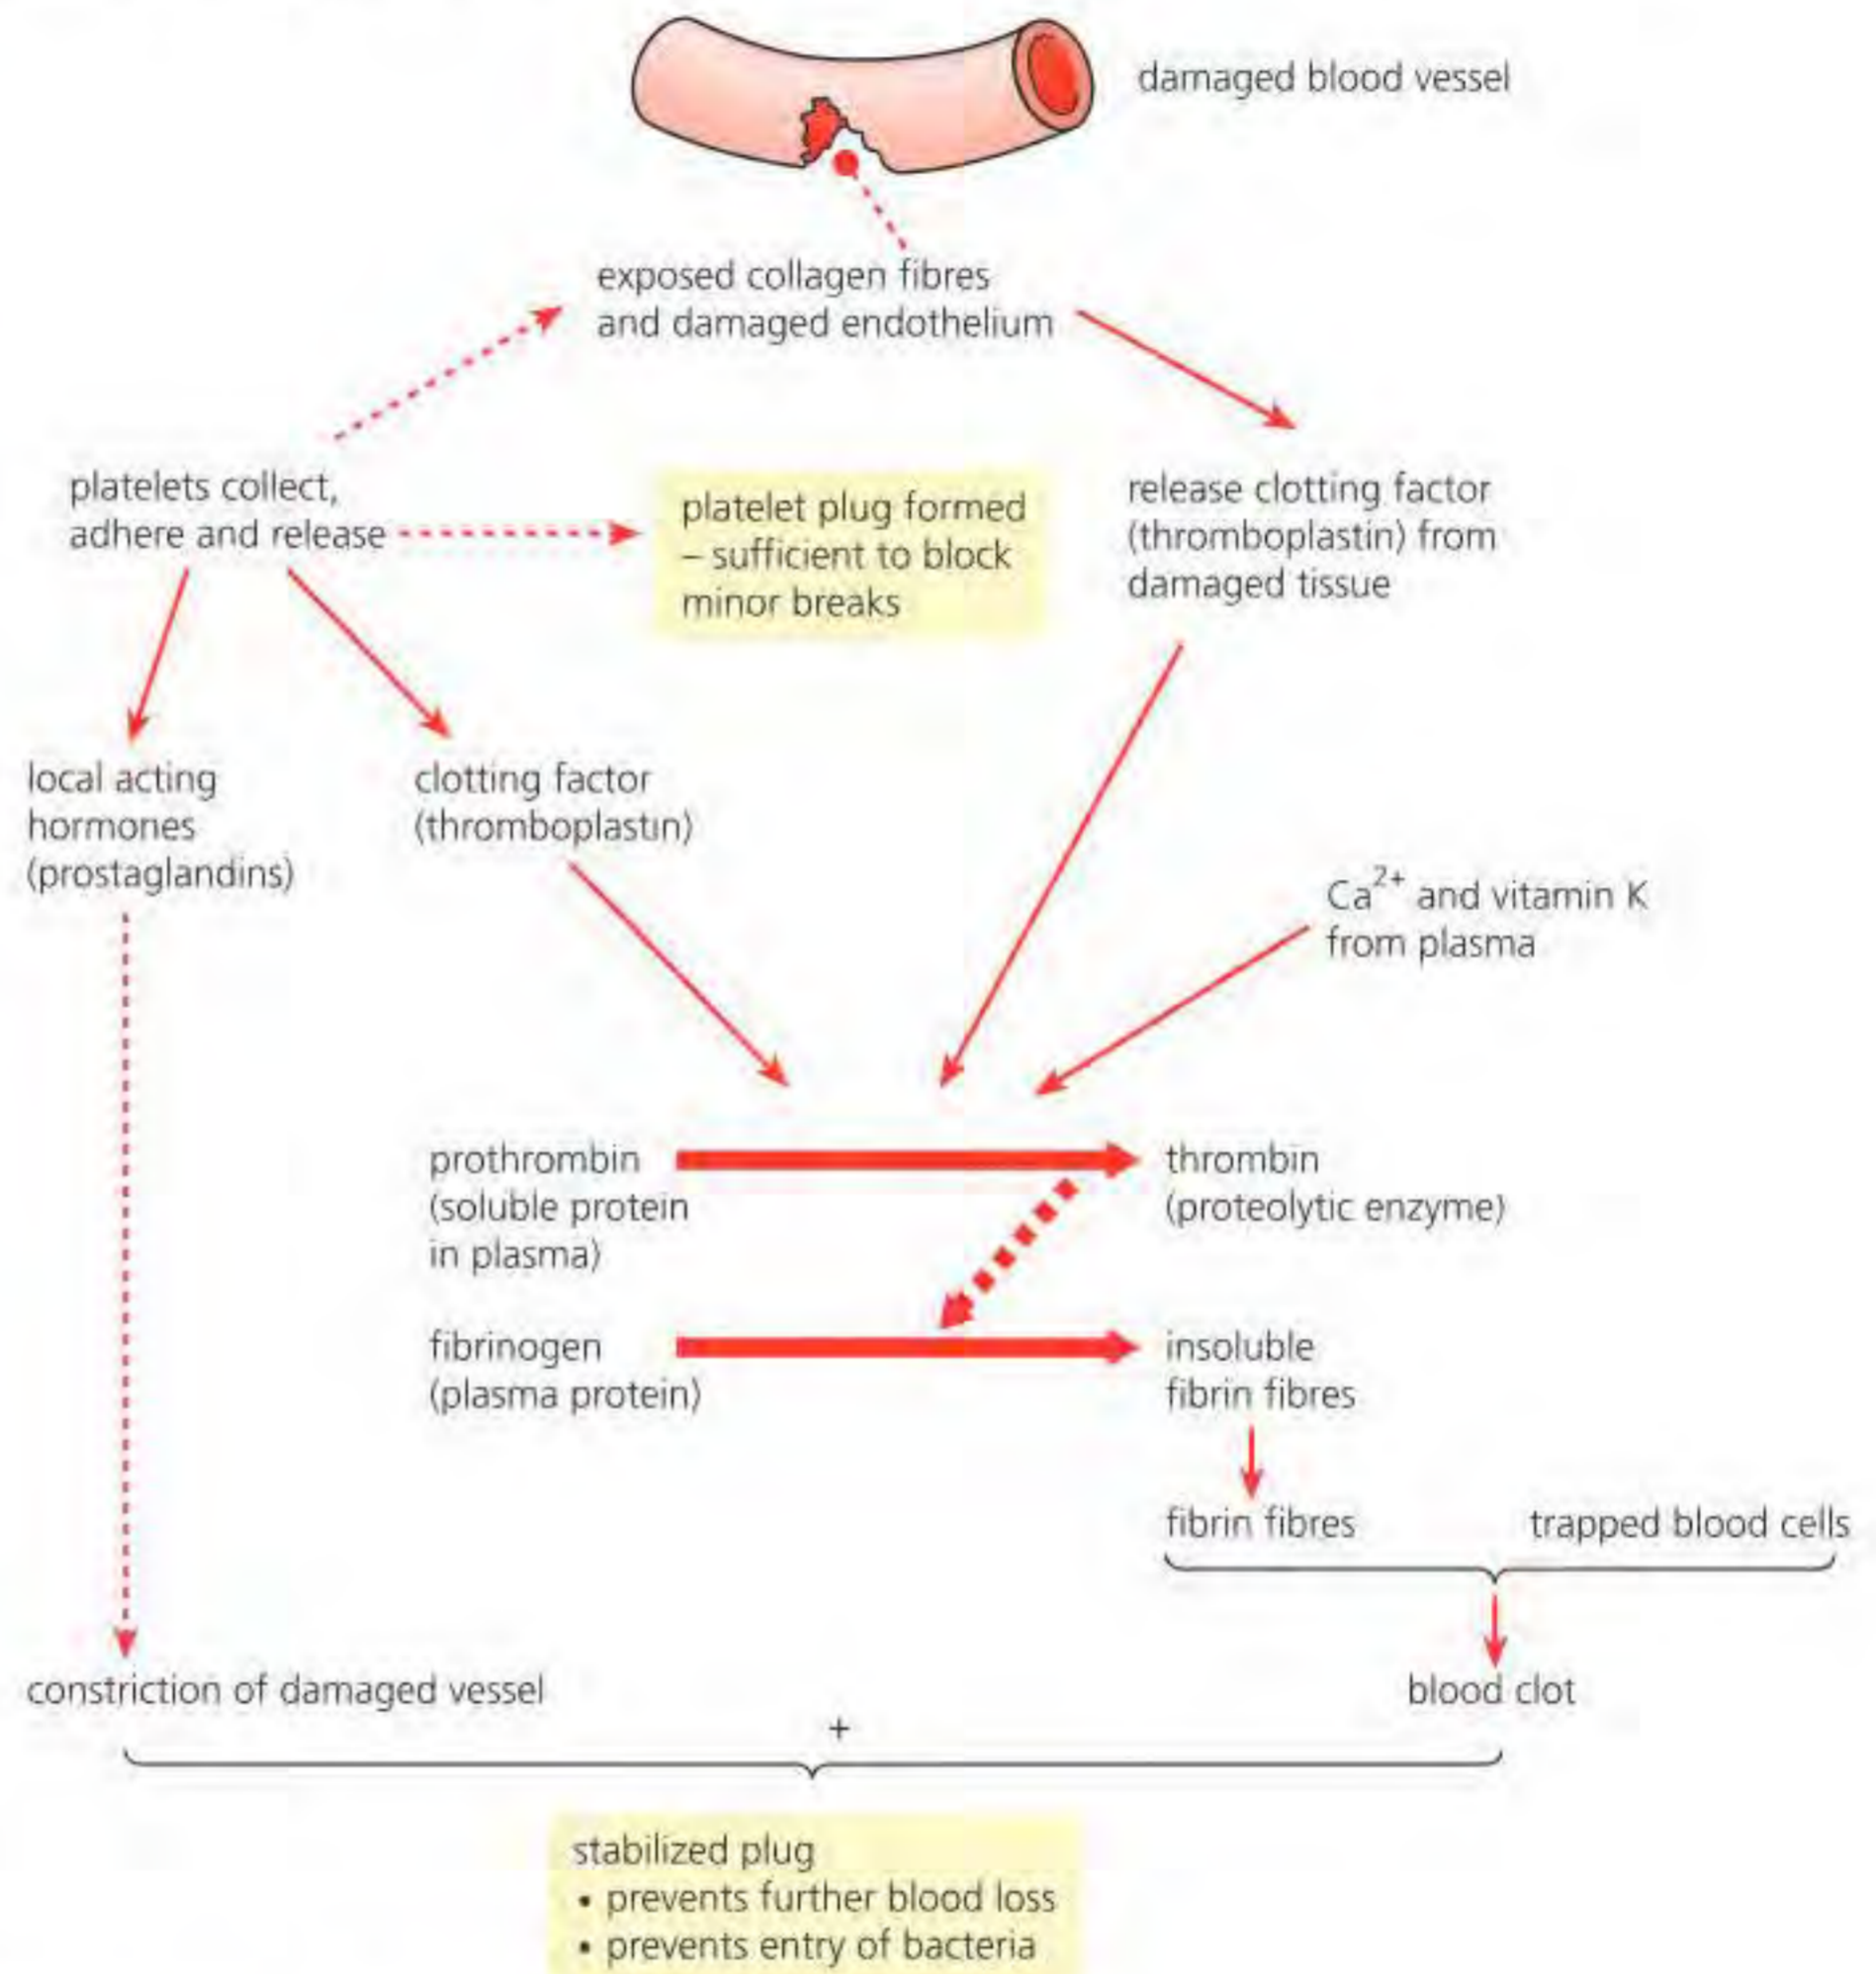 damaged blood vessel
exposed collagen fibres
and damaged endothelium
platelets collect,
adhere and release
platelet plug formed
– sufficient to block
minor breaks
release clotting factor
(thromboplastin) from
damaged tissue
local acting
hormones
(prostaglandins)
clotting factor
(thromboplastin)
Ca²⁺ and vitamin K
from plasma
prothrombin
(soluble protein
in plasma)
thrombin
(proteolytic enzyme)
fibrinogen
(plasma protein)
insoluble
fibrin fibres
fibrin fibres
trapped blood cells
constriction of damaged vessel
+
blood clot
stabilized plug
• prevents further blood loss
• prevents entry of bacteria